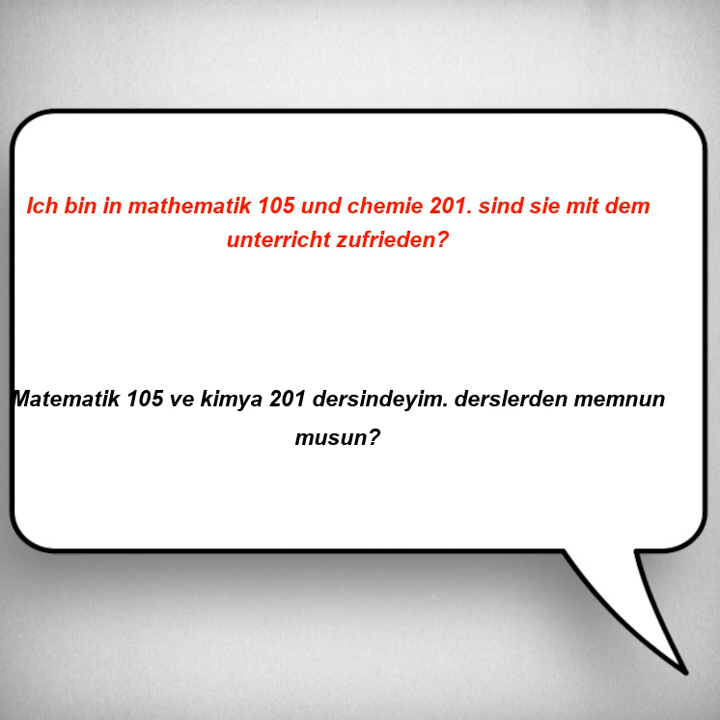 Ich bin in mathematik 105 und chemie 201. sind sie mit dem
unterricht zufrieden?
Matematik 105 ve kimya 201 dersindeyim. derslerden memnun
musun?